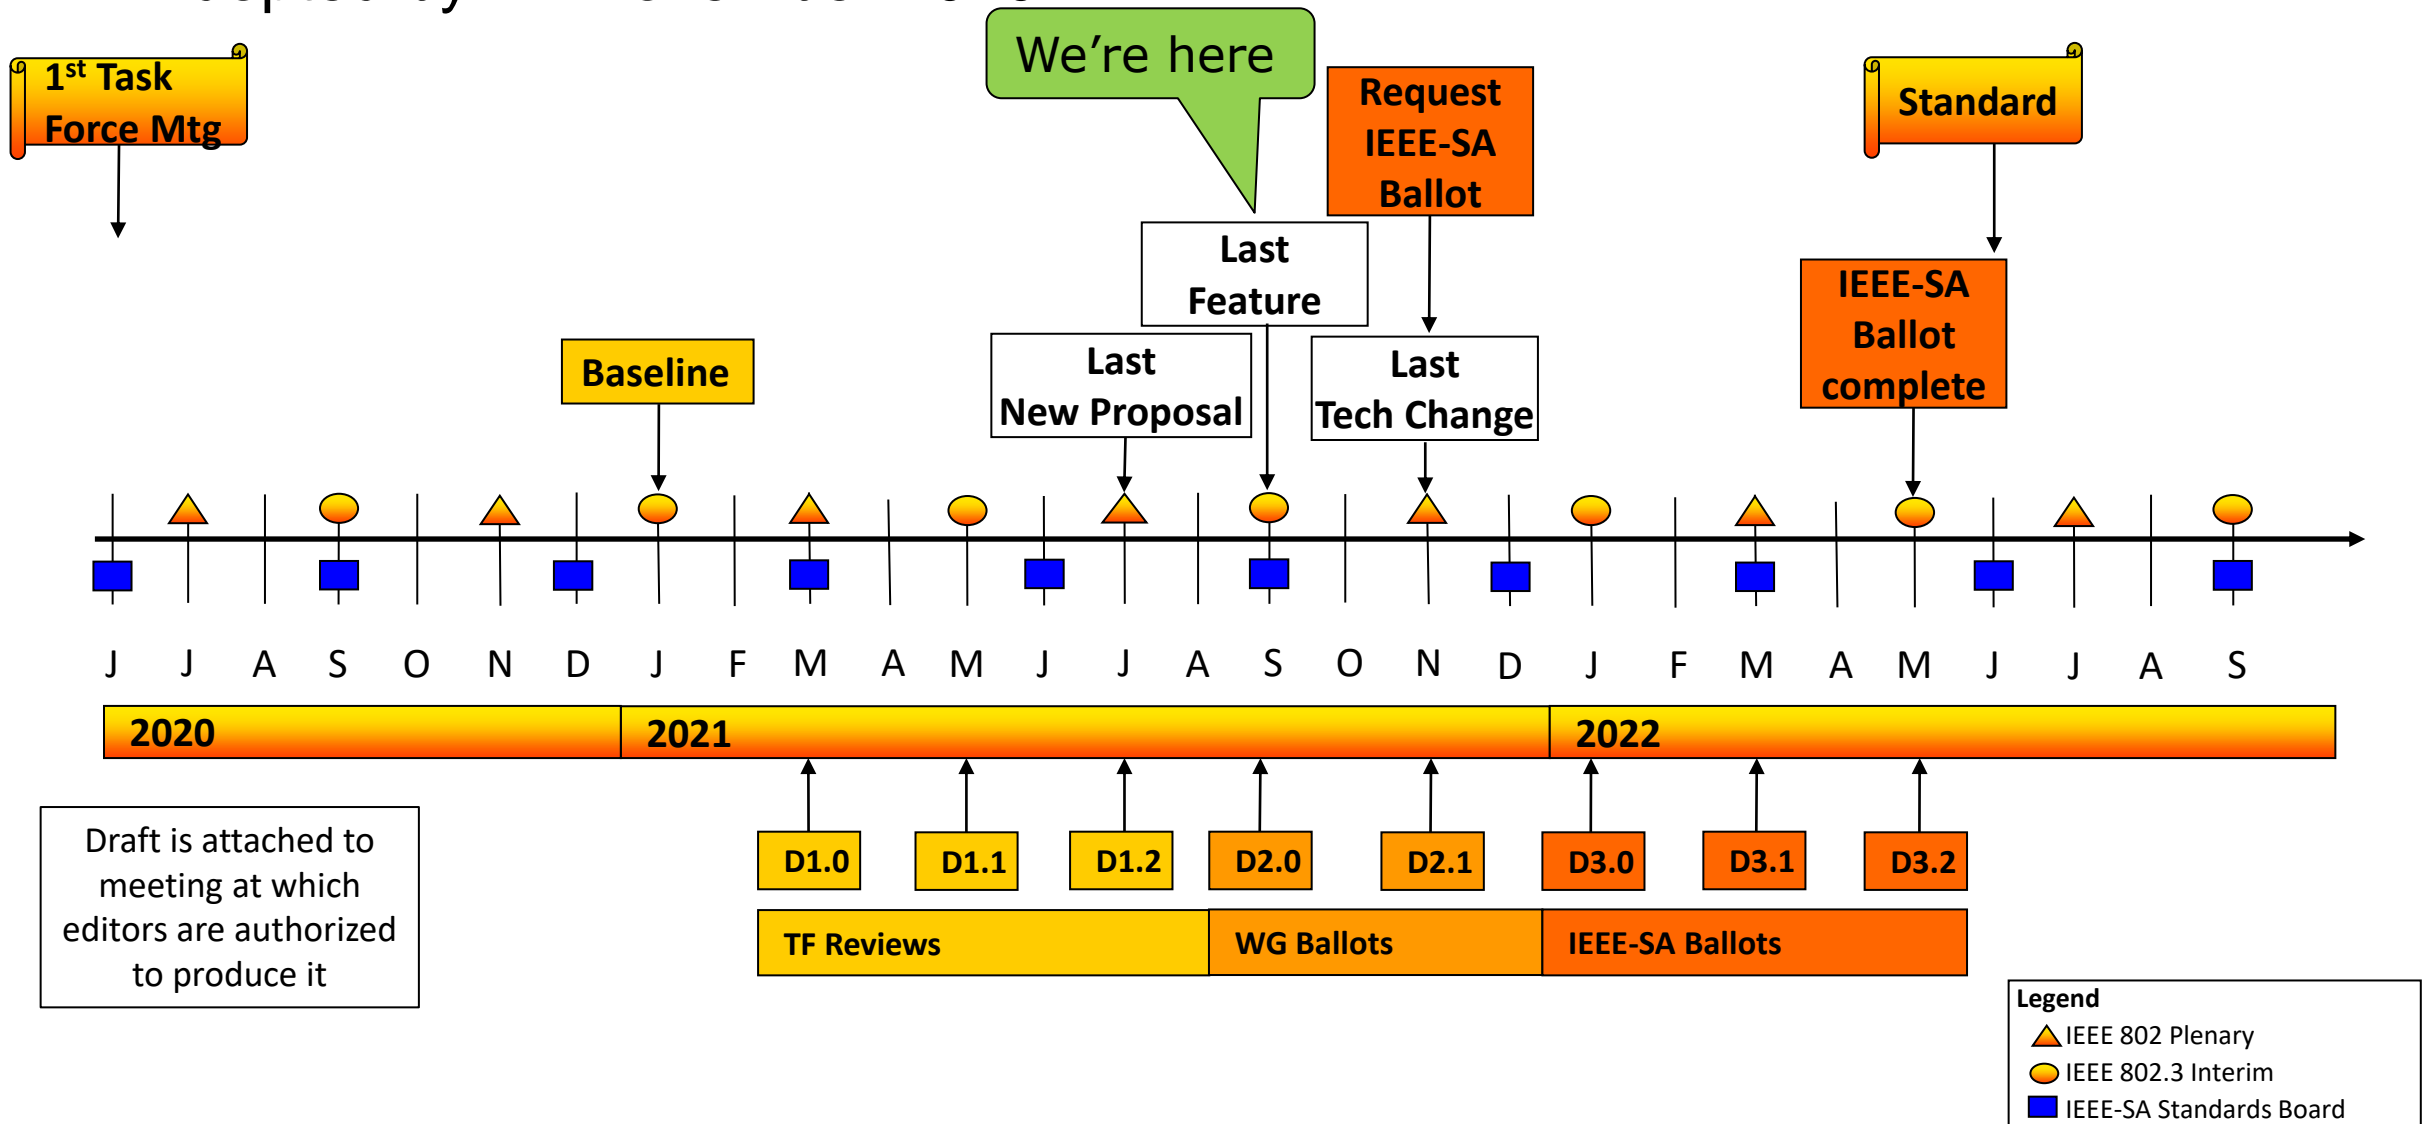 We're here
1st Task
Force Mtg
Request
IEEE-SA
Ballot
Standard
Last
Feature
IEEE-SA
Ballot
complete
Baseline
Last
New Proposal
Last
Tech Change
J J A S O N D J F M A M J J A S O N D J F M A M J J A S
2020 2021 2022
D1.0 D1.1 D1.2 D2.0 D2.1 D3.0 D3.1 D3.2
Draft is attached to
meeting at which
editors are authorized
to produce it
TF Reviews WG Ballots IEEE-SA Ballots
Legend
IEEE 802 Plenary
IEEE 802.3 Interim
IEEE-SA Standards Board